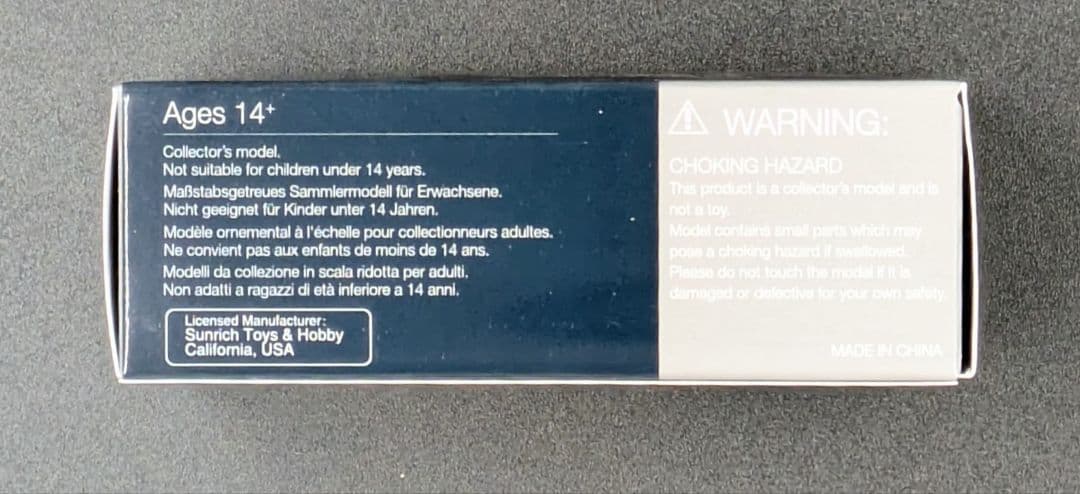 Ages 14+
Collector's model.
Not suitable for children under 14 years.
Maßstabsgetreues Sammlermodell für Erwachsene.
Nicht geeignet für Kinder unter 14 Jahren.
Modèle ornemental à l'échelle pour collectionneurs adultes.
Ne convient pas aux enfants de moins de 14 ans.
Modelli da collezione in scala ridotta per adulti.
Non adatti a ragazzi di età inferiore a 14 anni.
Licensed Manufacturer:
Sunrich Toys & Hobby
California, USA
WARNING:
CHOKING HAZARD
This product is a collector's model and is
not a toy.
Model contains small parts which may
pose a choking hazard if swallowed.
Please do not touch the model if it is
damaged or defective for your own safety.
MADE IN CHINA